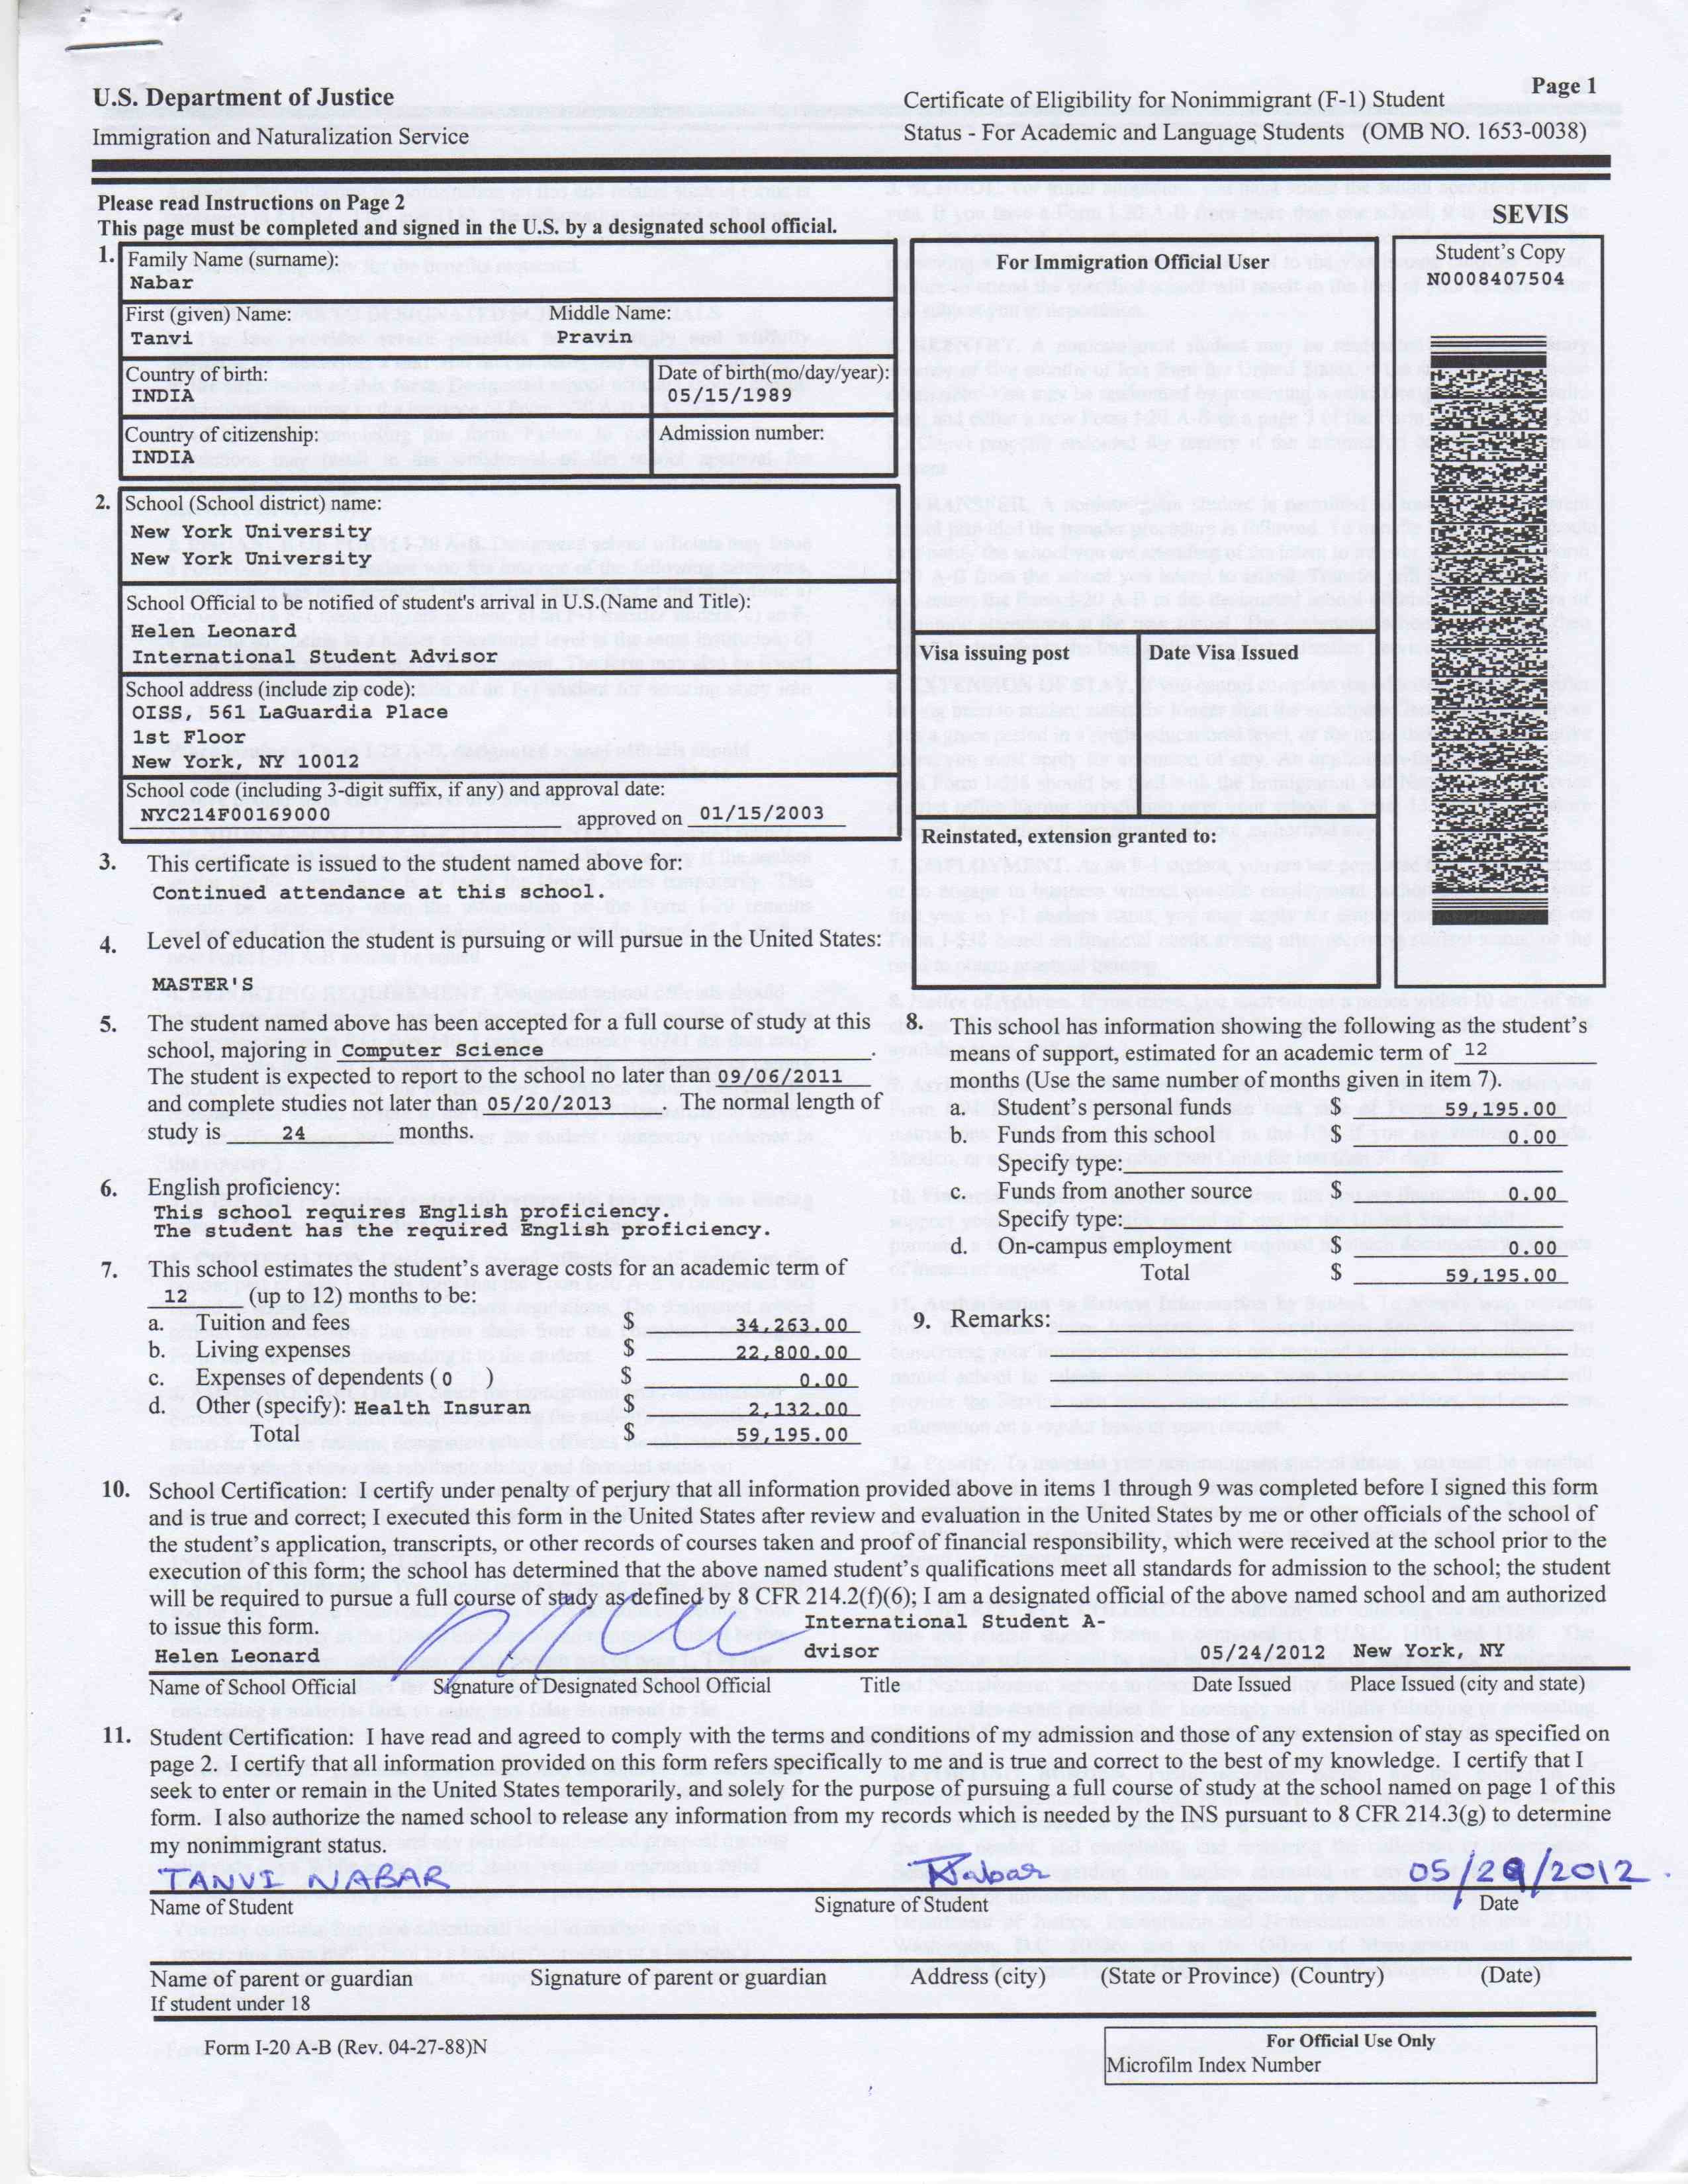 Page 1
U.S. Department of Justice
Immigration and Naturalization Service
Certificate of Eligibility for Nonimmigrant (F-1) Student
Status - For Academic and Language Students (OMB NO. 1653-0038)
Please read Instructions on Page 2
This page must be completed and signed in the U.S. by a designated school official.
SEVIS
1. Family Name (surname):
Nabar
First (given) Name: Middle Name:
Tanvi Pravin
Country of birth: Date of birth(mo/day/year):
INDIA 05/15/1989
Country of citizenship: Admission number:
INDIA
For Immigration Official User
Student's Copy
N0008407504
2. School (School district) name:
New York University
New York University
School Official to be notified of student's arrival in U.S.(Name and Title):
Helen Leonard
International Student Advisor
School address (include zip code):
OISS, 561 LaGuardia Place
1st Floor
New York, NY 10012
School code (including 3-digit suffix, if any) and approval date:
NYC214F00169000 approved on 01/15/2003
Visa issuing post Date Visa Issued
Reinstated, extension granted to:
3. This certificate is issued to the student named above for:
Continued attendance at this school.
4. Level of education the student is pursuing or will pursue in the United States:
MASTER'S
5. The student named above has been accepted for a full course of study at this
school, majoring in Computer Science .
The student is expected to report to the school no later than 09/06/2011
and complete studies not later than 05/20/2013 . The normal length of
study is 24 months.
6. English proficiency:
This school requires English proficiency.
The student has the required English proficiency.
7. This school estimates the student's average costs for an academic term of
12 (up to 12) months to be:
a. Tuition and fees $ 34,263.00
b. Living expenses $ 22,800.00
c. Expenses of dependents ( 0 ) $ 0.00
d. Other (specify): Health Insuran $ 2,132.00
Total $ 59,195.00
8. This school has information showing the following as the student's
means of support, estimated for an academic term of 12
months (Use the same number of months given in item 7).
a. Student's personal funds $ 59,195.00
b. Funds from this school $ 0.00
Specify type:
c. Funds from another source $ 0.00
Specify type:
d. On-campus employment $ 0.00
Total $ 59,195.00
9. Remarks:
10. School Certification: I certify under penalty of perjury that all information provided above in items 1 through 9 was completed before I signed this form
and is true and correct; I executed this form in the United States after review and evaluation in the United States by me or other officials of the school of
the student's application, transcripts, or other records of courses taken and proof of financial responsibility, which were received at the school prior to the
execution of this form; the school has determined that the above named student's qualifications meet all standards for admission to the school; the student
will be required to pursue a full course of study as defined by 8 CFR 214.2(f)(6); I am a designated official of the above named school and am authorized
to issue this form.
International Student A-
Helen Leonard dvisor 05/24/2012 New York, NY
Name of School Official Signature of Designated School Official Title Date Issued Place Issued (city and state)
11. Student Certification: I have read and agreed to comply with the terms and conditions of my admission and those of any extension of stay as specified on
page 2. I certify that all information provided on this form refers specifically to me and is true and correct to the best of my knowledge. I certify that I
seek to enter or remain in the United States temporarily, and solely for the purpose of pursuing a full course of study at the school named on page 1 of this
form. I also authorize the named school to release any information from my records which is needed by the INS pursuant to 8 CFR 214.3(g) to determine
my nonimmigrant status.
TANVI NABAR Nabar 05/29/2012
Name of Student Signature of Student Date
Name of parent or guardian Signature of parent or guardian Address (city) (State or Province) (Country) (Date)
If student under 18
Form I-20 A-B (Rev. 04-27-88)N
For Official Use Only
Microfilm Index Number